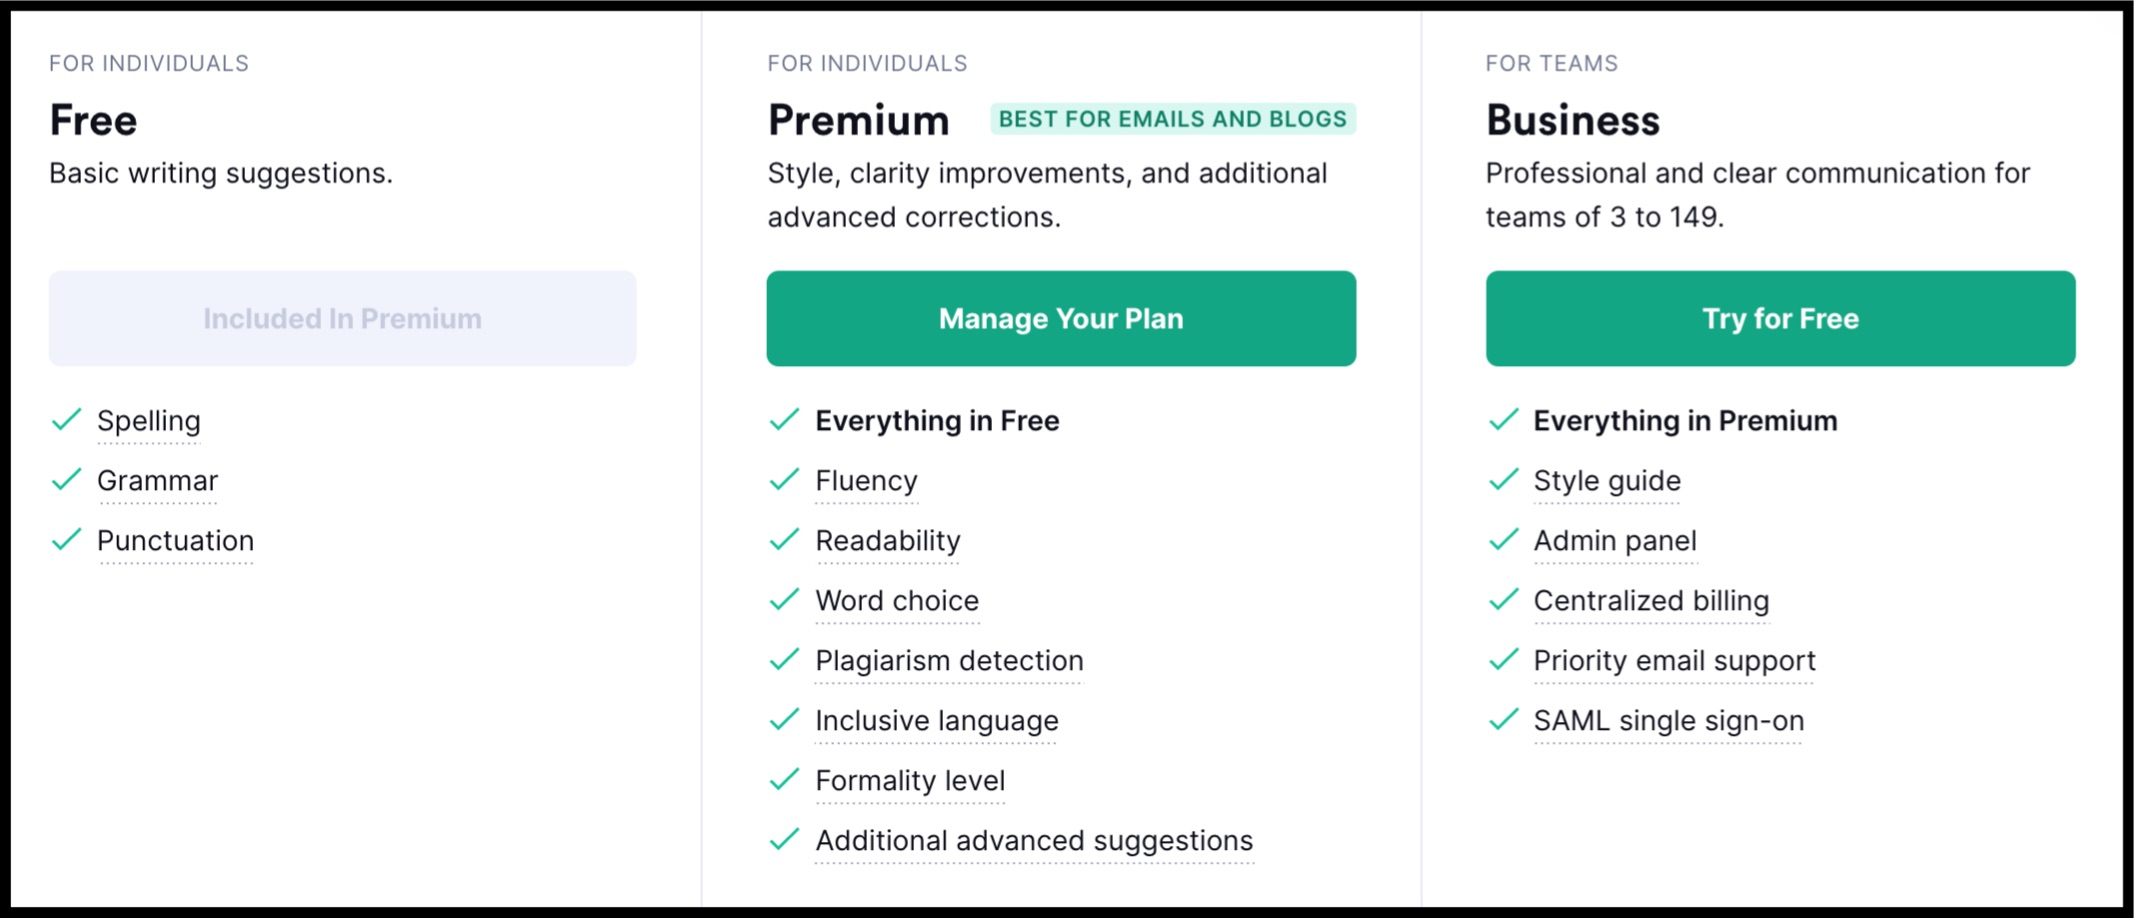 FOR INDIVIDUALS
Free
Basic writing suggestions.
Included In Premium
Spelling
Grammar
Punctuation
FOR INDIVIDUALS
Premium
BEST FOR EMAILS AND BLOGS
Style, clarity improvements, and additional
advanced corrections.
Manage Your Plan
Everything in Free
Fluency
Readability
Word choice
Plagiarism detection
Inclusive language
Formality level
Additional advanced suggestions
FOR TEAMS
Business
Professional and clear communication for
teams of 3 to 149.
Try for Free
Everything in Premium
Style guide
Admin panel
Centralized billing
Priority email support
SAML single sign-on